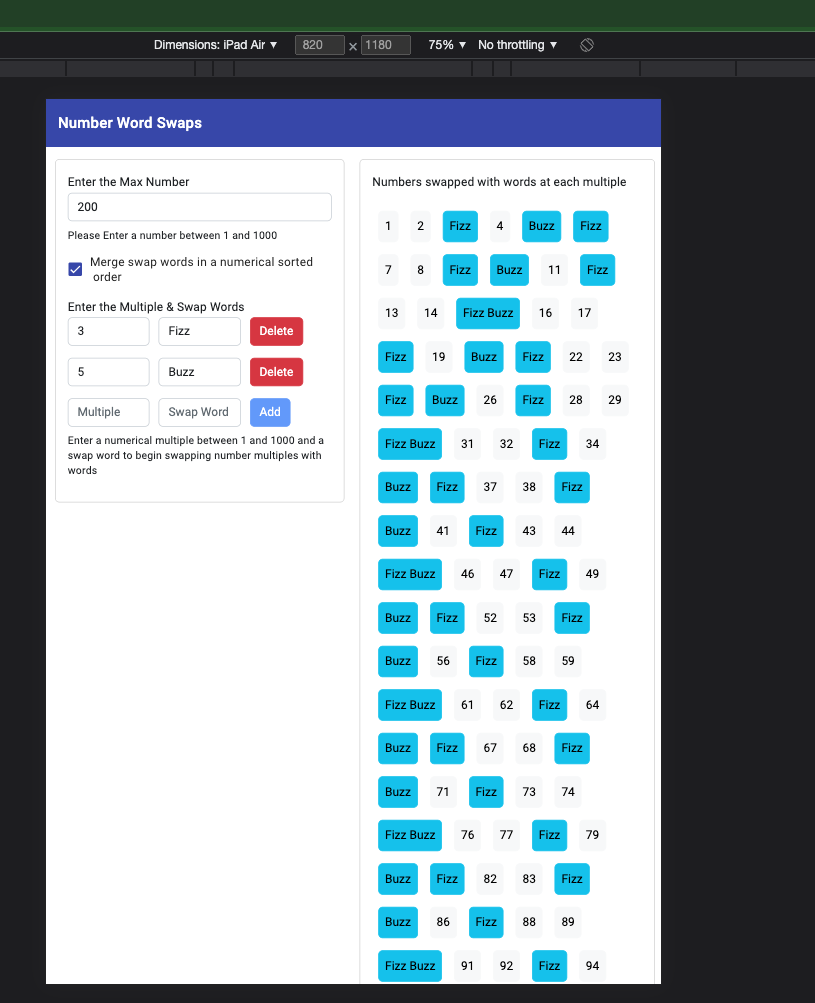 Dimensions: iPad Air ▼ 820 × 1180 75% ▼ No throttling ▼
Number Word Swaps
Enter the Max Number
200
Please Enter a number between 1 and 1000
Merge swap words in a numerical sorted
order
Enter the Multiple & Swap Words
3 Fizz Delete
5 Buzz Delete
Multiple Swap Word Add
Enter a numerical multiple between 1 and 1000 and a
swap word to begin swapping number multiples with
words
Numbers swapped with words at each multiple
1 2 Fizz 4 Buzz Fizz
7 8 Fizz Buzz 11 Fizz
13 14 Fizz Buzz 16 17
Fizz 19 Buzz Fizz 22 23
Fizz Buzz 26 Fizz 28 29
Fizz Buzz 31 32 Fizz 34
Buzz Fizz 37 38 Fizz
Buzz 41 Fizz 43 44
Fizz Buzz 46 47 Fizz 49
Buzz Fizz 52 53 Fizz
Buzz 56 Fizz 58 59
Fizz Buzz 61 62 Fizz 64
Buzz Fizz 67 68 Fizz
Buzz 71 Fizz 73 74
Fizz Buzz 76 77 Fizz 79
Buzz Fizz 82 83 Fizz
Buzz 86 Fizz 88 89
Fizz Buzz 91 92 Fizz 94